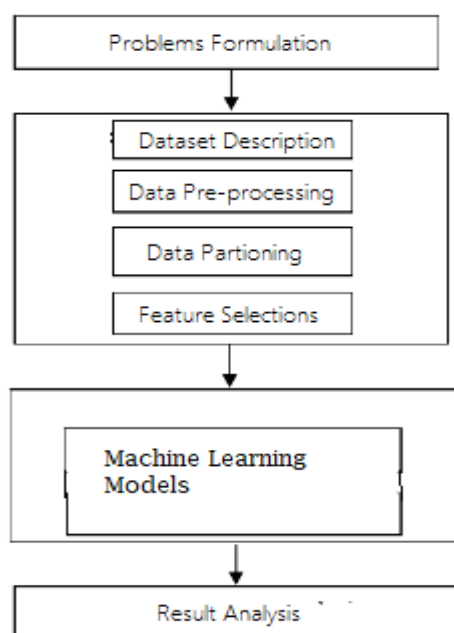 Problems Formulation
Dataset Description
Data Pre-processing
Data Partioning
Feature Selections
Machine Learning
Models
Result Analysis